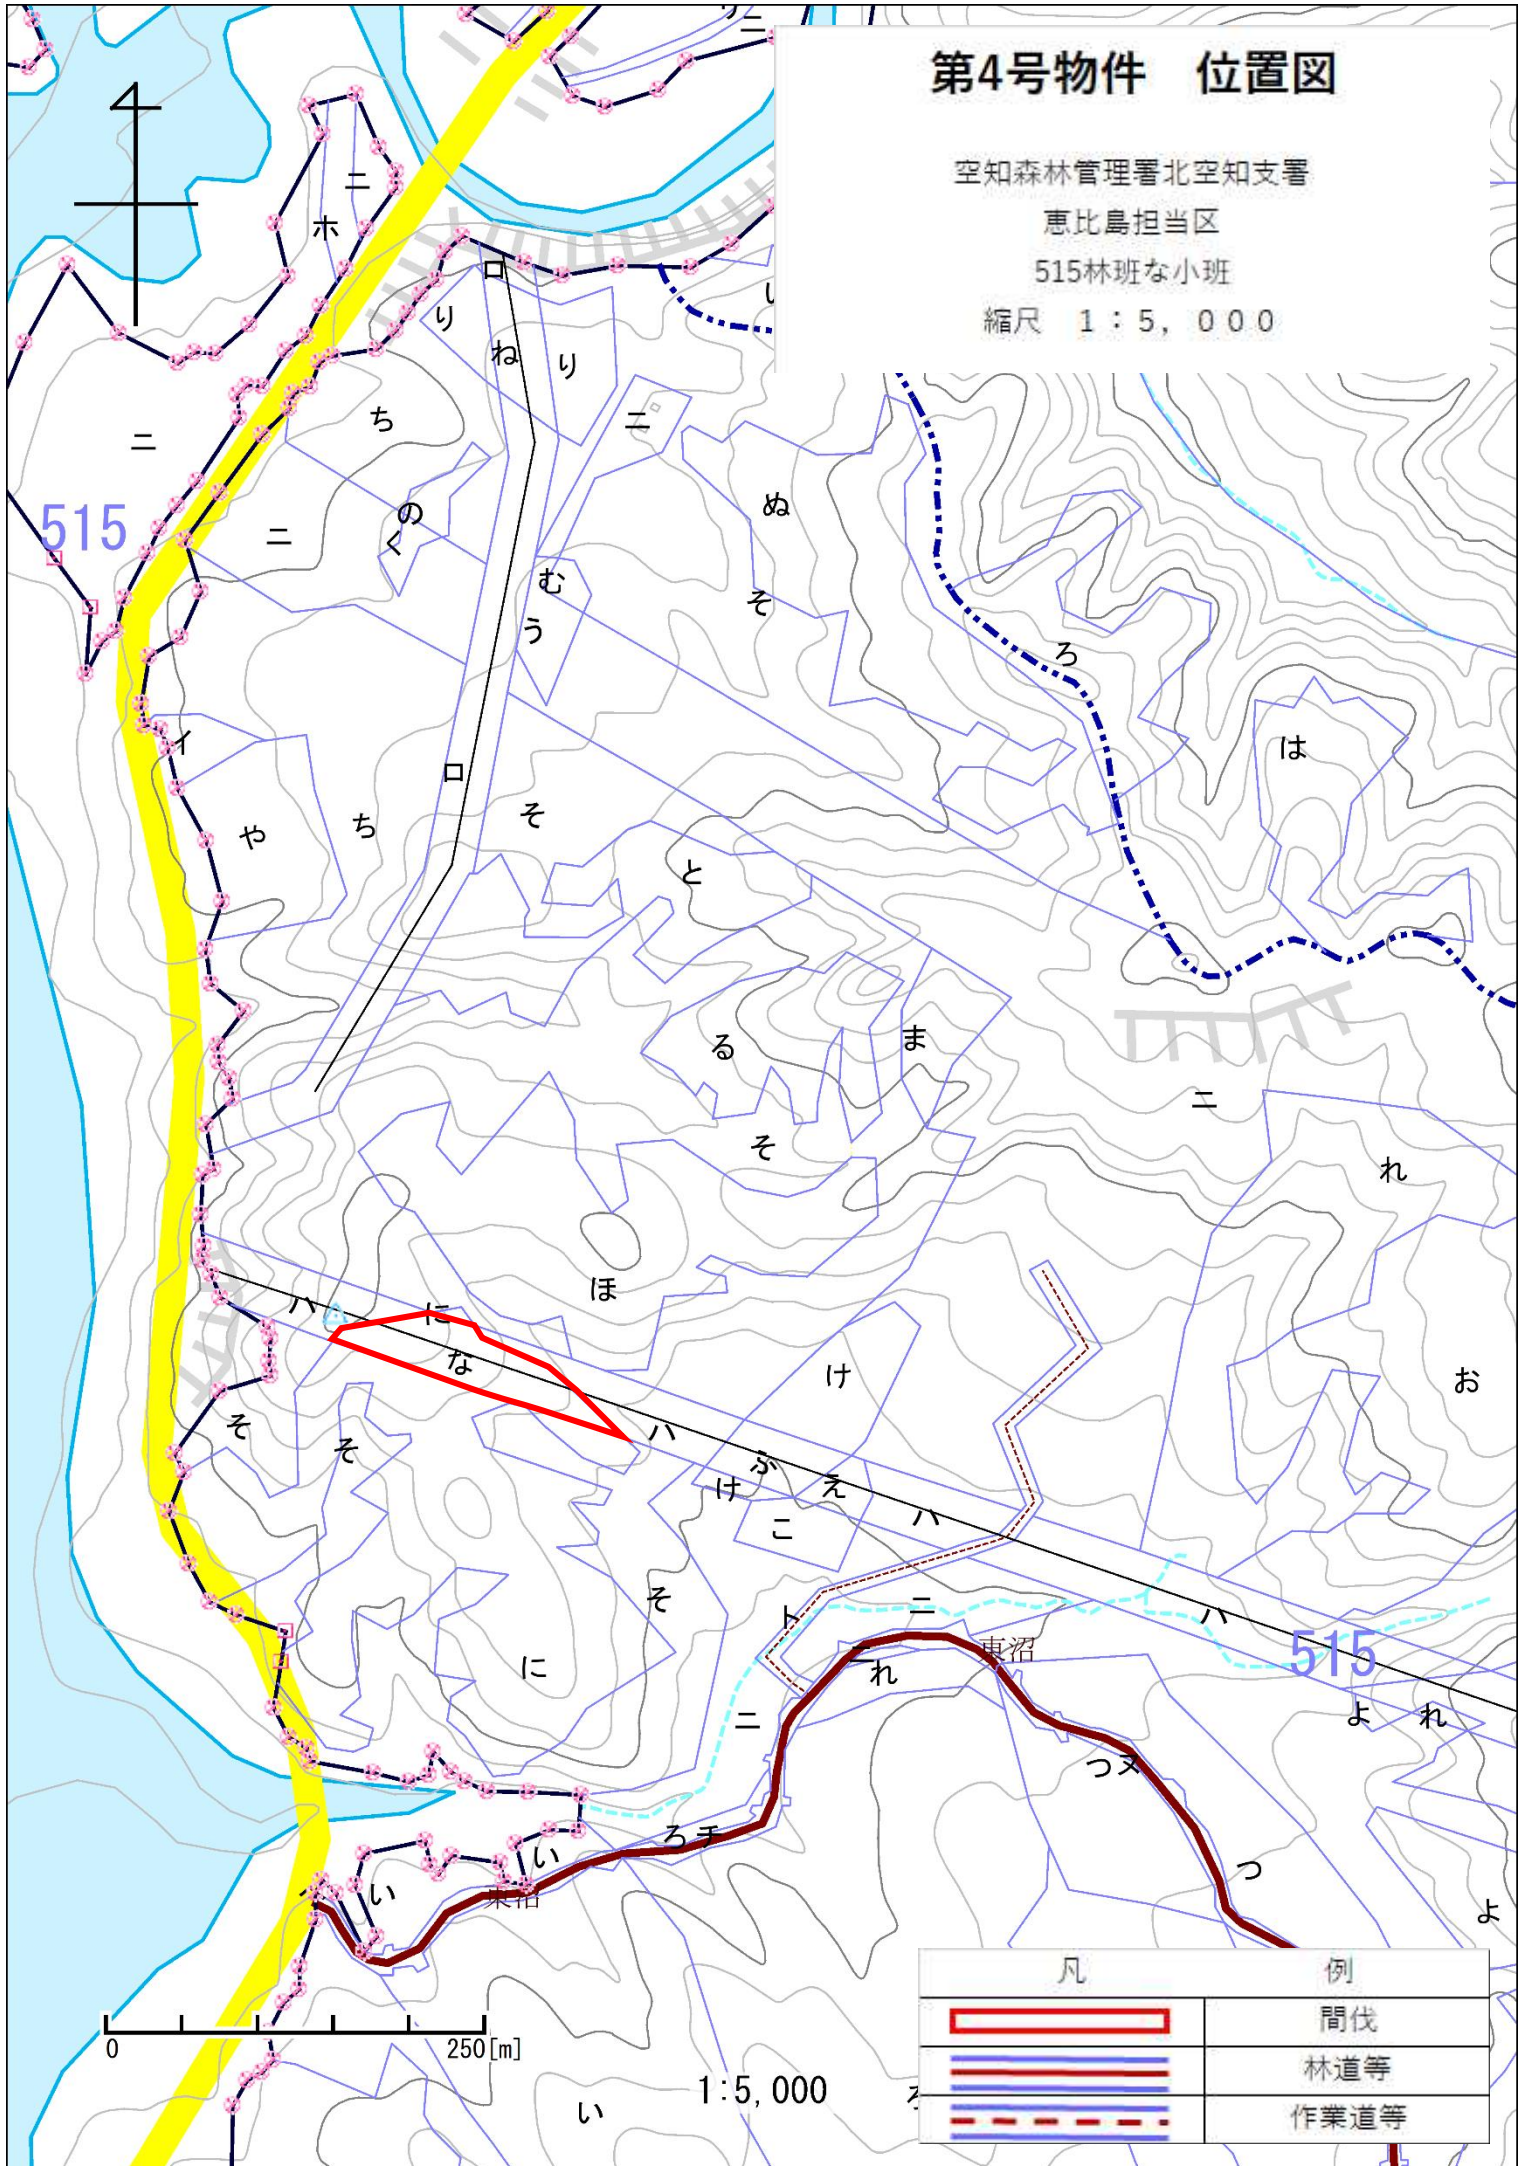 第4号物件　位置図
空知森林管理署北空知支署
恵比島担当区
515林班な小班
縮尺　１：５，０００
ニ
ニ
ホ
ロ
り
ね
り
ち
ニ
ニ
515
ニ
の
く
ぬ
む
そ
う
ろ
イ
は
ロ
や
ち
そ
と
る
ま
ニ
そ
れ
ほ
ハ
に
な
け
お
そ
そ
ハ
ふ
け
え
ハ
こ
そ
ト
ニ
ハ
515
東沼
に
ニ
れ
ニ
よ
れ
つ
ヌ
ろ
チ
い
つ
い
東沼
よ
凡　例
間伐
林道等
作業道等
0
250[m]
1:5,000
い